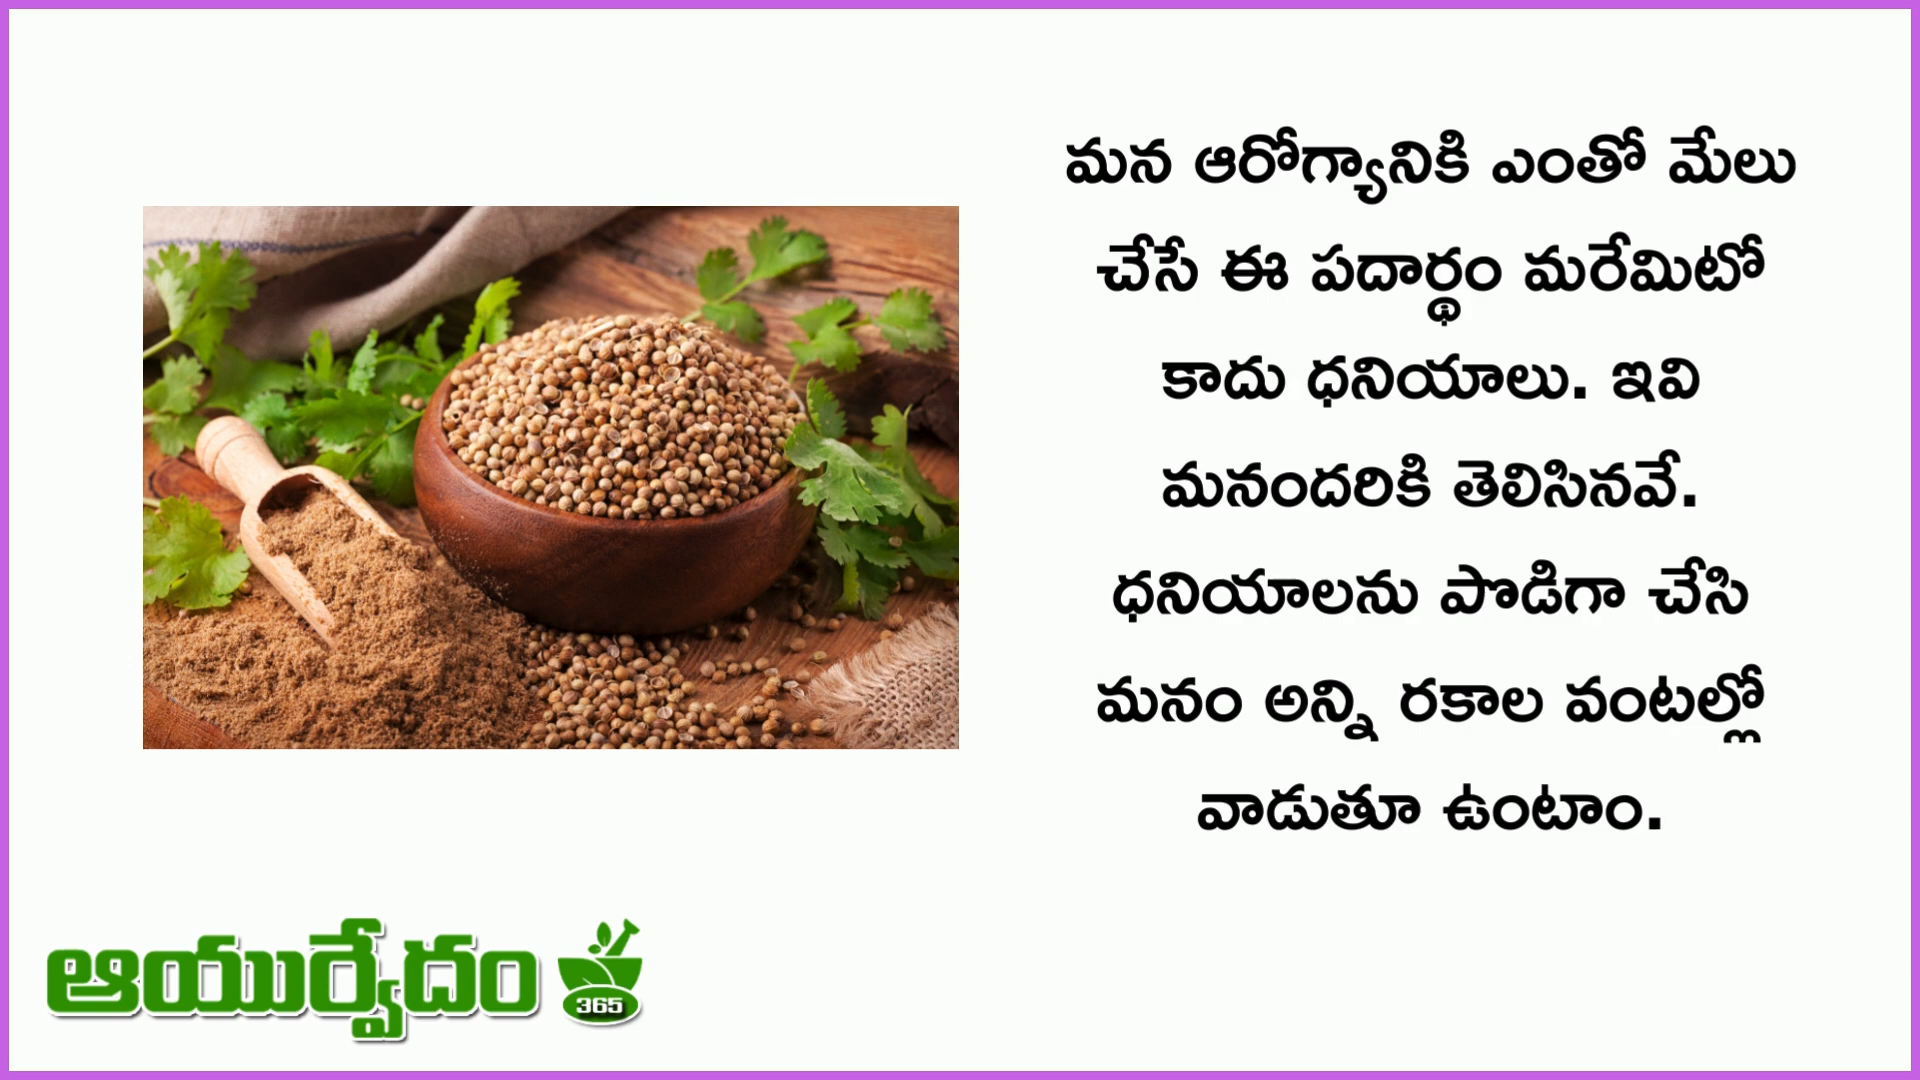 మన ఆరోగ్యానికి ఎంతో మేలు
చేసే ఈ పదార్థం మరేమిటో
కాదు ధనియాలు. ఇవి
మనందరికి తెలిసినవే.
ధనియాలను పొడిగా చేసి
మనం అన్ని రకాల వంటల్లో
వాడుతూ ఉంటాం.
ఆయుర్వేదం
365